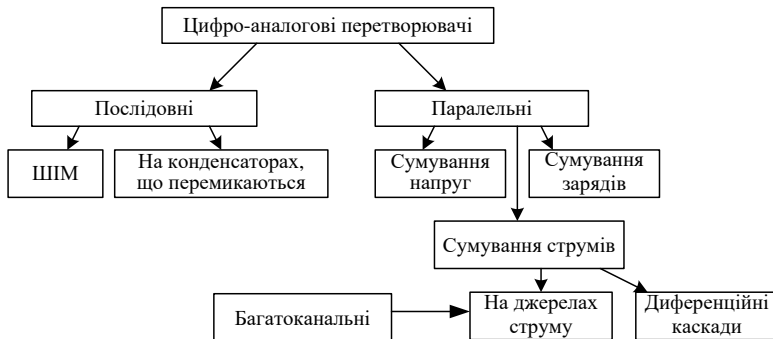 Цифро-аналогові перетворювачі
Послідовні
Паралельні
ШІМ
На конденсаторах,
що перемикаються
Сумування
напруг
Сумування
зарядів
Сумування струмів
Багатоканальні
На джерелах
струму
Диференційні
каскади